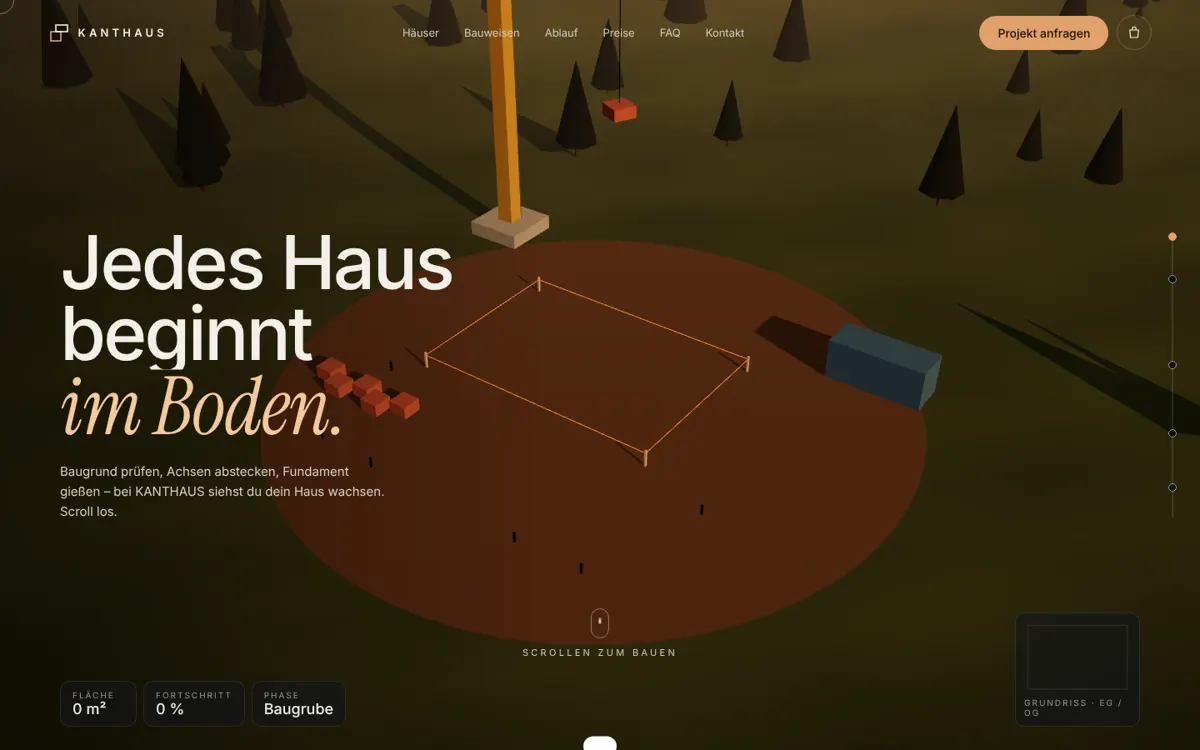 KANTHAUS
Häuser
Bauweisen
Ablauf
Preise
FAQ
Kontakt
Projekt anfragen
Jedes Haus
beginnt
im Boden.
Baugrund prüfen, Achsen abstecken, Fundament
gießen – bei KANTHAUS siehst du dein Haus wachsen.
Scroll los.
SCROLLEN ZUM BAUEN
FLÄCHE
0 m²
FORTSCHRITT
0 %
PHASE
Baugrube
GRUNDRISS · EG /
OG